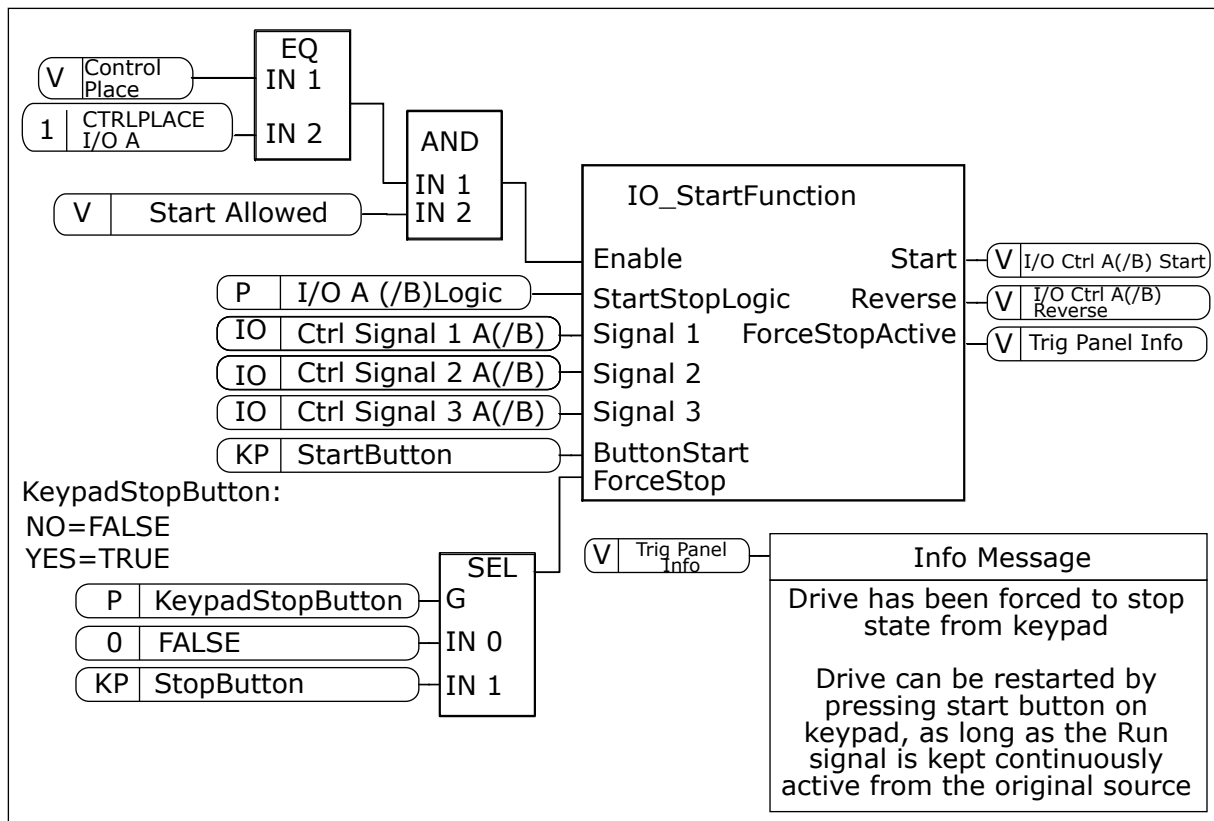 EQ
V Control
Place
IN 1
1 CTRLPLACE
I/O A
IN 2
AND
IN 1
V Start Allowed
IN 2
IO_StartFunction
Enable
Start
V I/O Ctrl A(/B) Start
P I/O A (/B)Logic
StartStopLogic
Reverse
V I/O Ctrl A(/B)
Reverse
IO Ctrl Signal 1 A(/B)
Signal 1
ForceStopActive
V Trig Panel Info
IO Ctrl Signal 2 A(/B)
Signal 2
IO Ctrl Signal 3 A(/B)
Signal 3
KP StartButton
ButtonStart
ForceStop
KeypadStopButton:
NO=FALSE
YES=TRUE
SEL
P KeypadStopButton
G
0 FALSE
IN 0
KP StopButton
IN 1
V Trig Panel
Info
Info Message
Drive has been forced to stop
state from keypad
Drive can be restarted by
pressing start button on
keypad, as long as the Run
signal is kept continuously
active from the original source